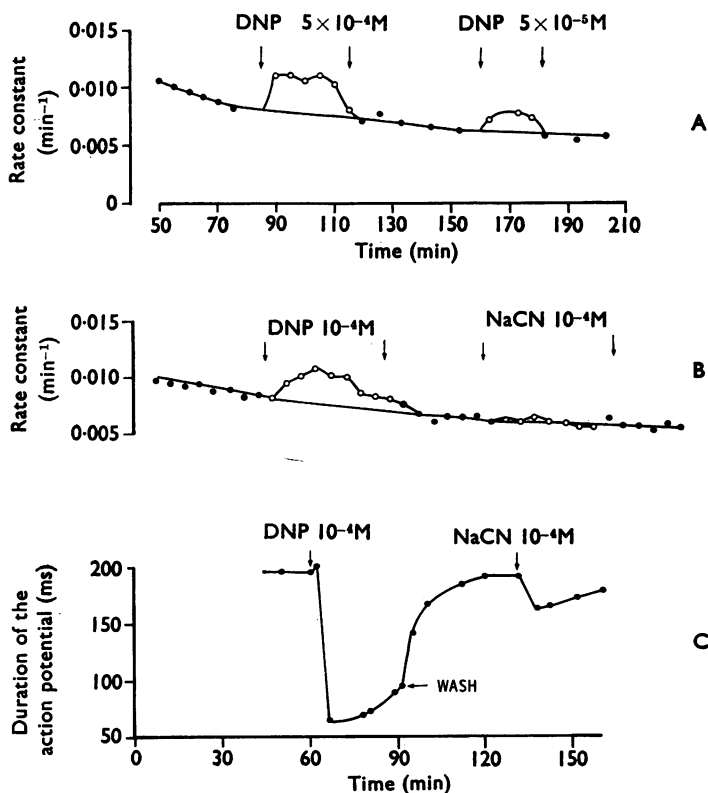 DNP 5×10⁻⁴M DNP 5×10⁻⁵M
0·015
0·010
0·005
0
Rate constant
(min⁻¹)
A
50 70 90 110 130 150 170 190 210
Time (min)
DNP 10⁻⁴M NaCN 10⁻⁴M
0·015
0·010
0·005
Rate constant
(min⁻¹)
B
DNP 10⁻⁴M NaCN 10⁻⁴M
200
150
100
50
Duration of the
action potential (ms)
WASH
C
0 30 60 90 120 150
Time (min)